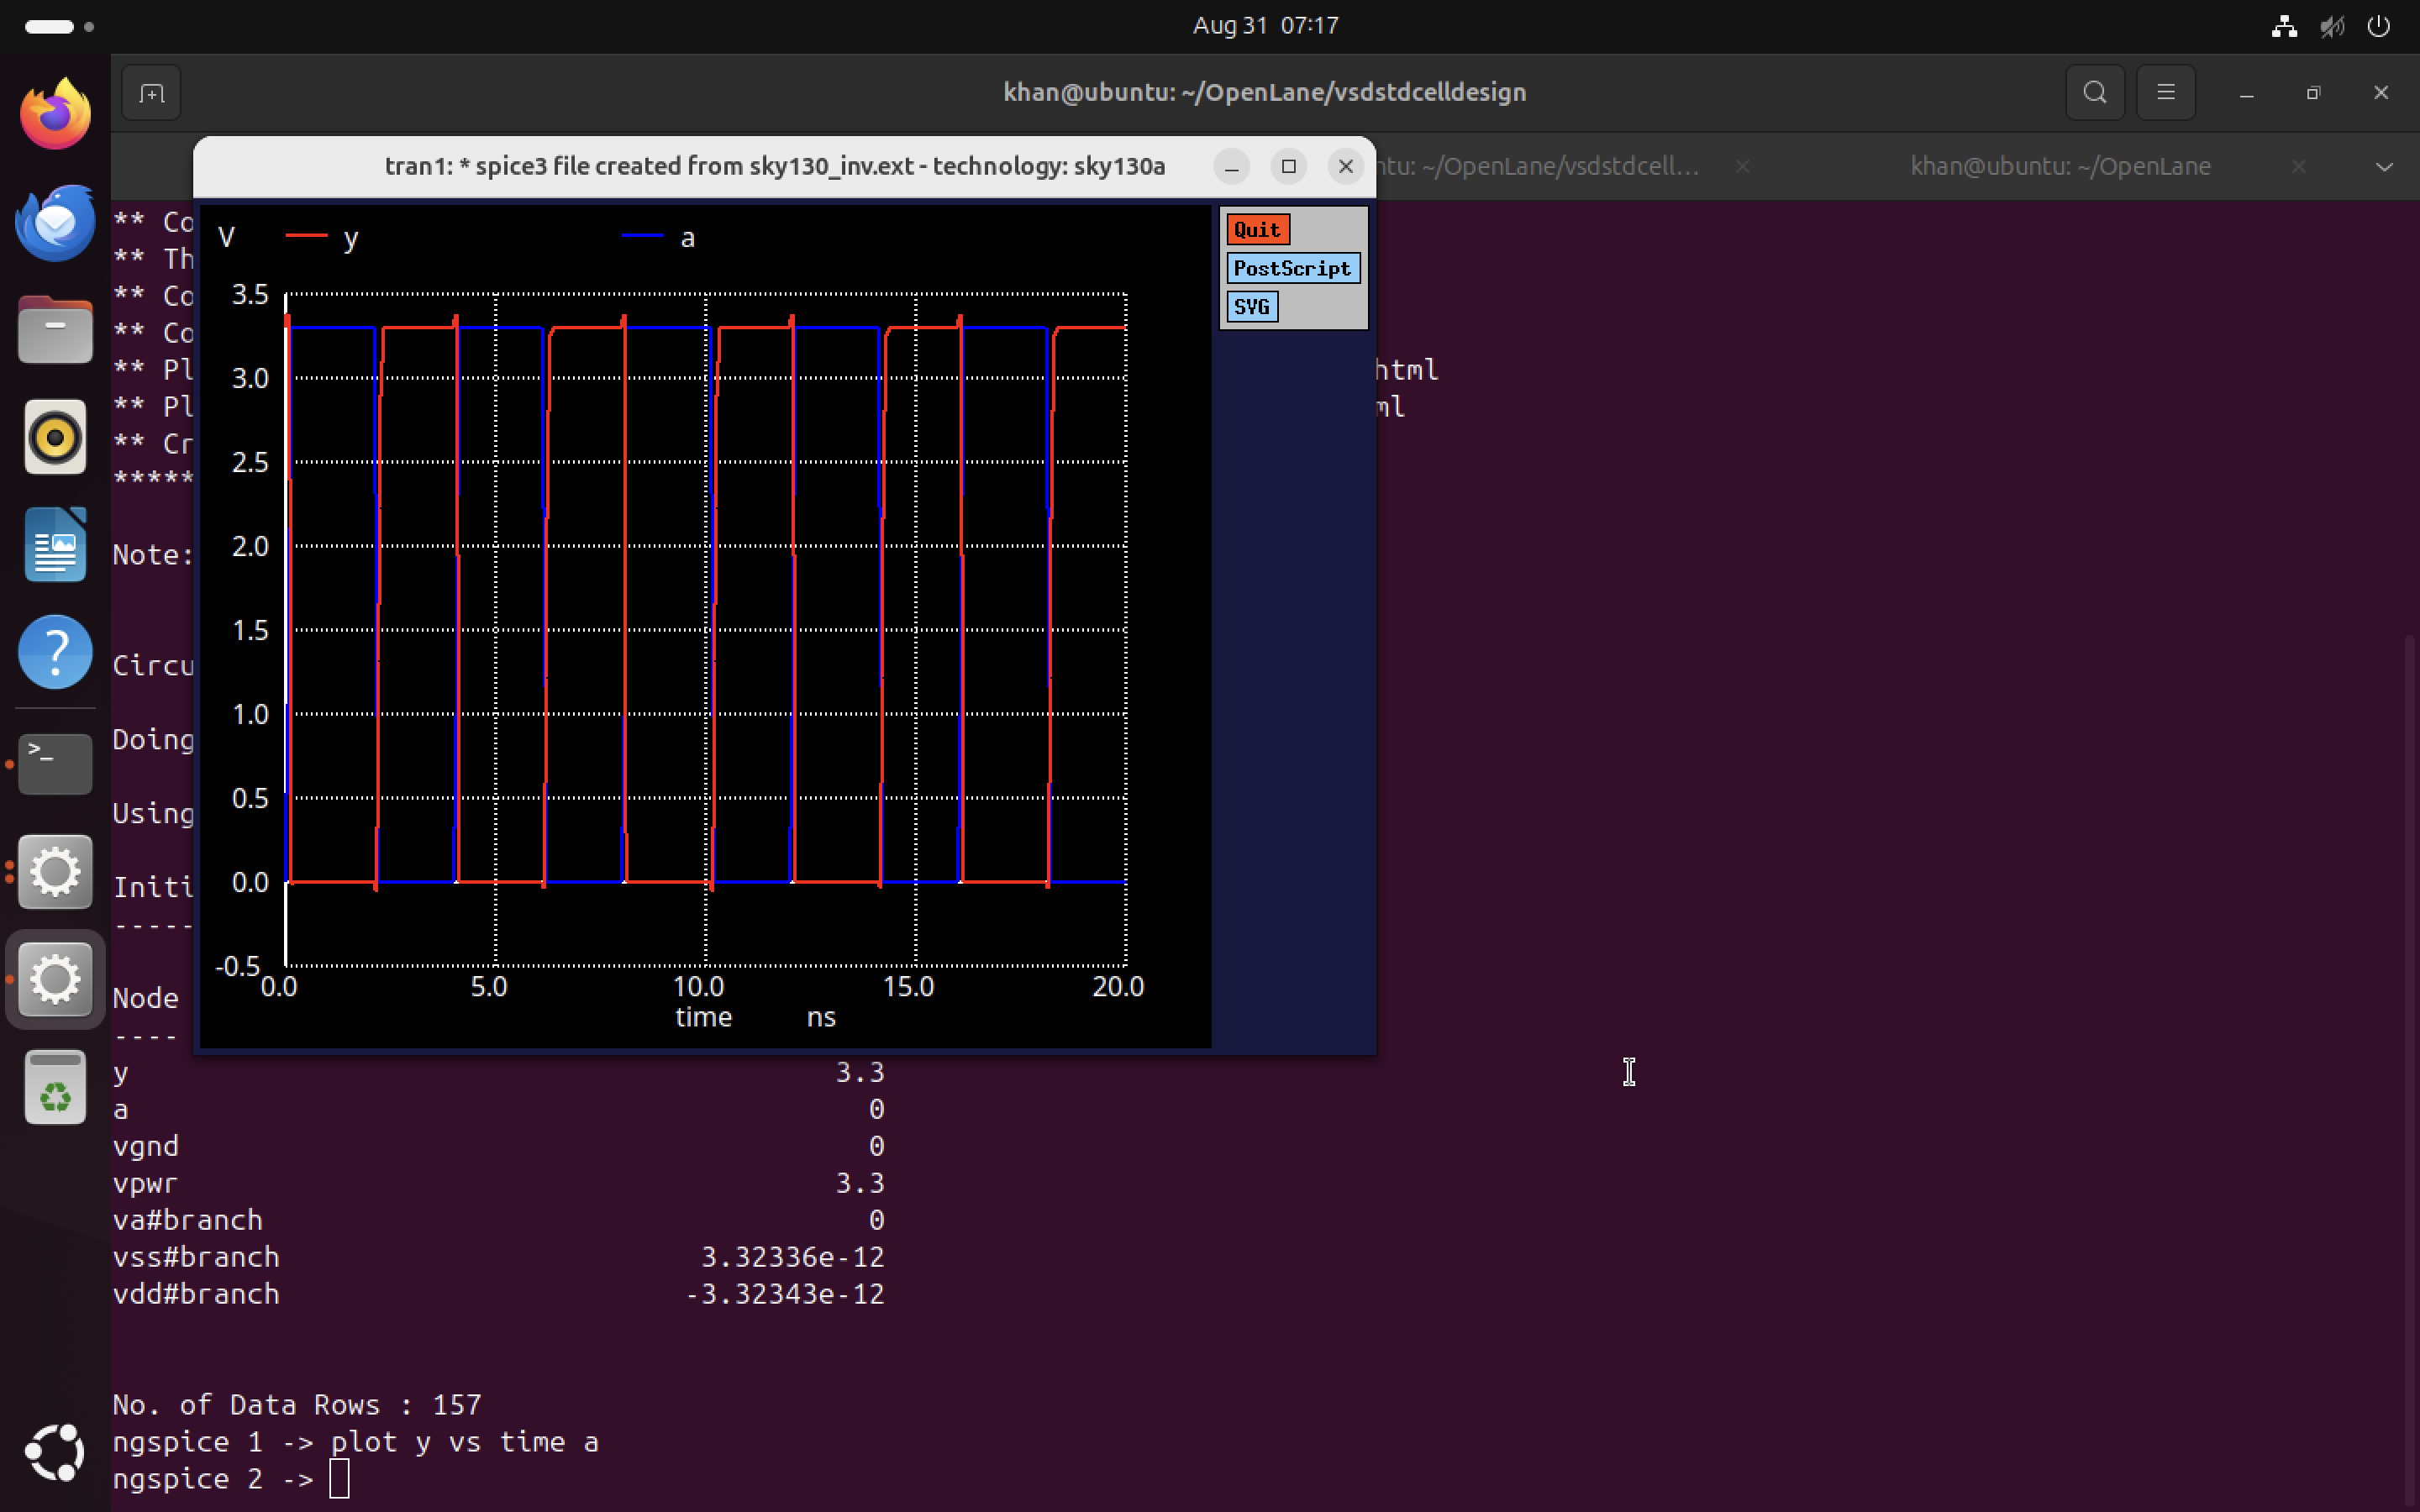 Aug 31 07:17
khan@ubuntu: ~/OpenLane/vsdstdcelldesign
tran1: * spice3 file created from sky130_inv.ext - technology: sky130a
ntu: ~/OpenLane/vsdstdcell…
khan@ubuntu: ~/OpenLane
** Co
** Th
** Co
** Co
** Pl
html
** Pl
ml
** Cr
*****
V
y
a
Quit
PostScript
SVG
3.5
3.0
2.5
2.0
1.5
1.0
0.5
0.0
-0.5
0.0 5.0 10.0 15.0 20.0
time ns
Note:
Circu
Doing
Using
Initi
-----
Node
----
y 3.3
a 0
vgnd 0
vpwr 3.3
va#branch 0
vss#branch 3.32336e-12
vdd#branch -3.32343e-12
No. of Data Rows : 157
ngspice 1 -> plot y vs time a
ngspice 2 ->